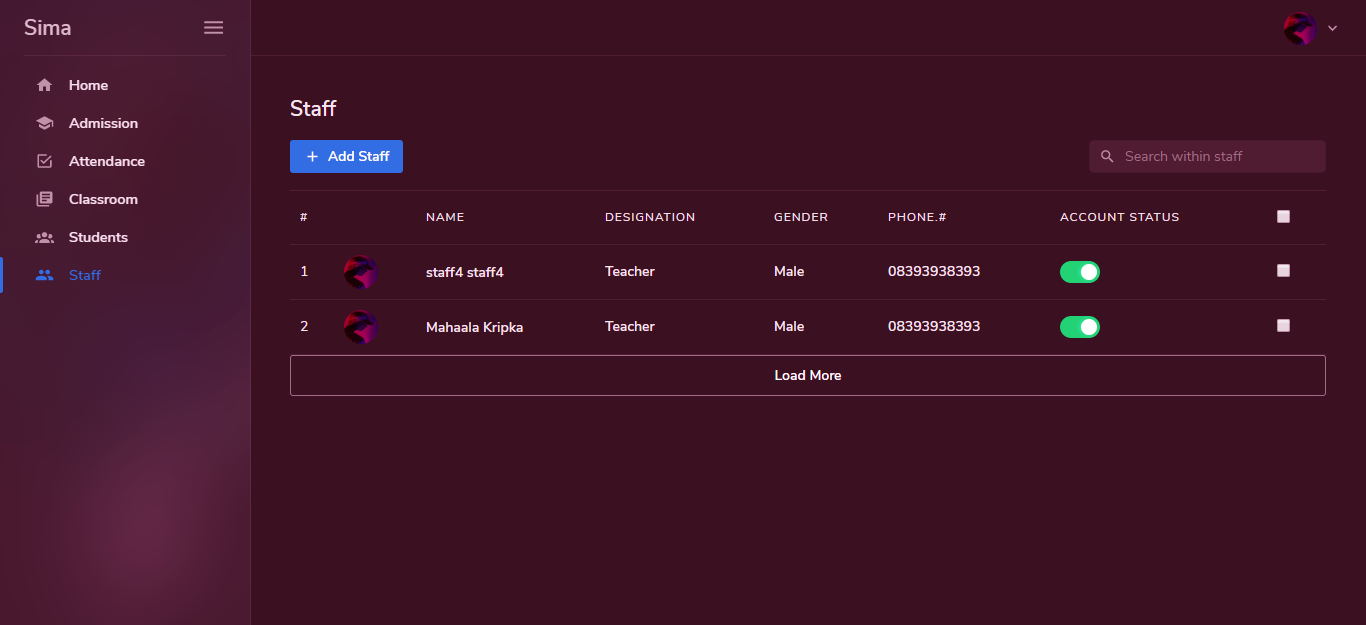 Sima
Home
Admission
Attendance
Classroom
Students
Staff
Staff
+ Add Staff
Search within staff
# NAME DESIGNATION GENDER PHONE.# ACCOUNT STATUS
1 staff4 staff4 Teacher Male 08393938393
2 Mahaala Kripka Teacher Male 08393938393
Load More